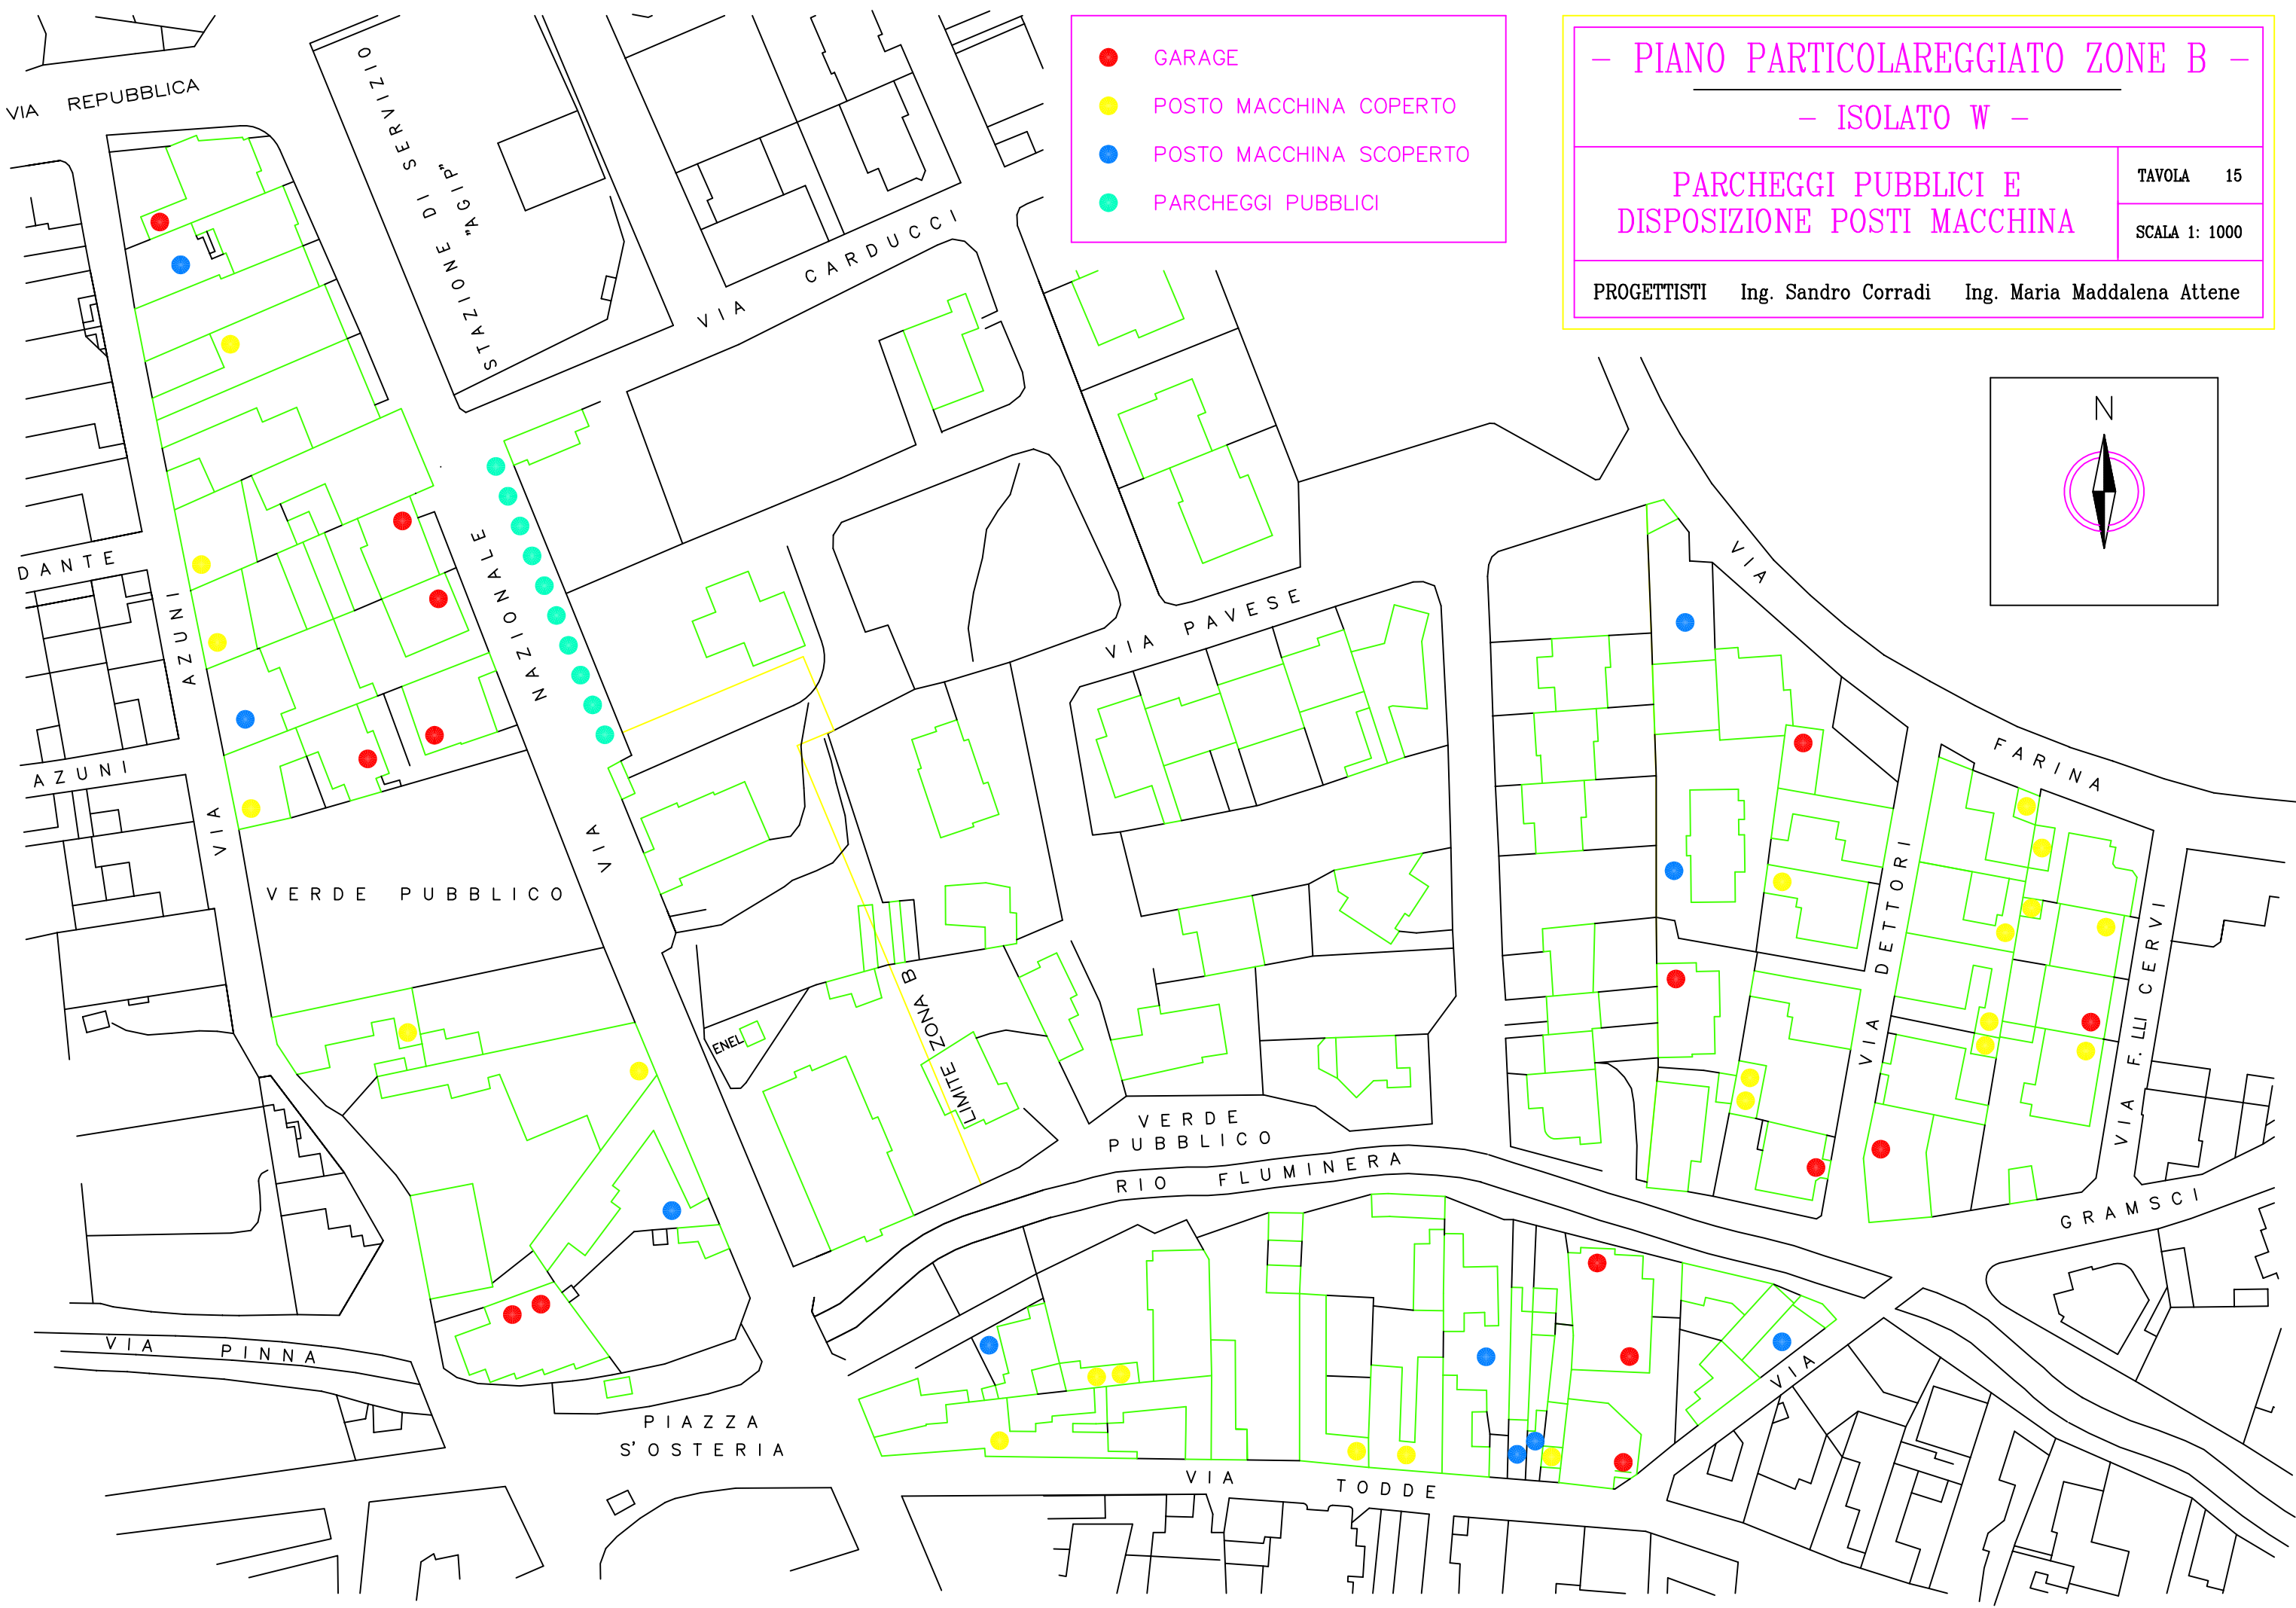 GARAGE
POSTO MACCHINA COPERTO
POSTO MACCHINA SCOPERTO
PARCHEGGI PUBBLICI
- PIANO PARTICOLAREGGIATO ZONE B -
- ISOLATO W -
PARCHEGGI PUBBLICI E
DISPOSIZIONE POSTI MACCHINA
TAVOLA 15
SCALA 1: 1000
PROGETTISTI Ing. Sandro Corradi Ing. Maria Maddalena Attene
N
VIA REPUBBLICA
STAZIONE DI SERVIZIO
"AGIP"
VIA CARDUCCI
DANTE
VIA AZUNI
AZUNI
VIA NAZIONALE
VIA PAVESE
VIA FARINA
VERDE PUBBLICO
VIA DETTORI
VIA F.LLI CERVI
ENEL
LIMITE ZONA B
VERDE
PUBBLICO
RIO FLUMINERA
VIA GRAMSCI
VIA PINNA
PIAZZA
S'OSTERIA
VIA TODDE